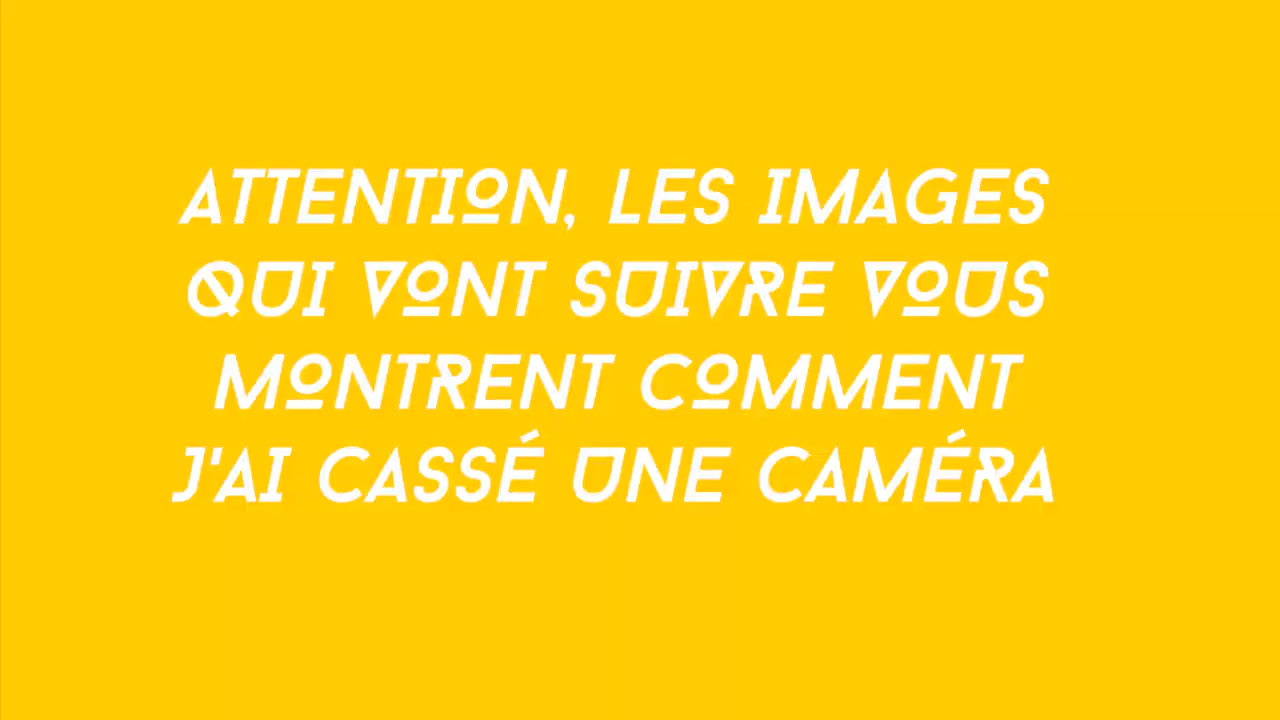 ATTENTION, LES IMAGES
QUI VONT SUIVRE VOUS
MONTRENT COMMENT
J'AI CASSÉ UNE CAMÉRA